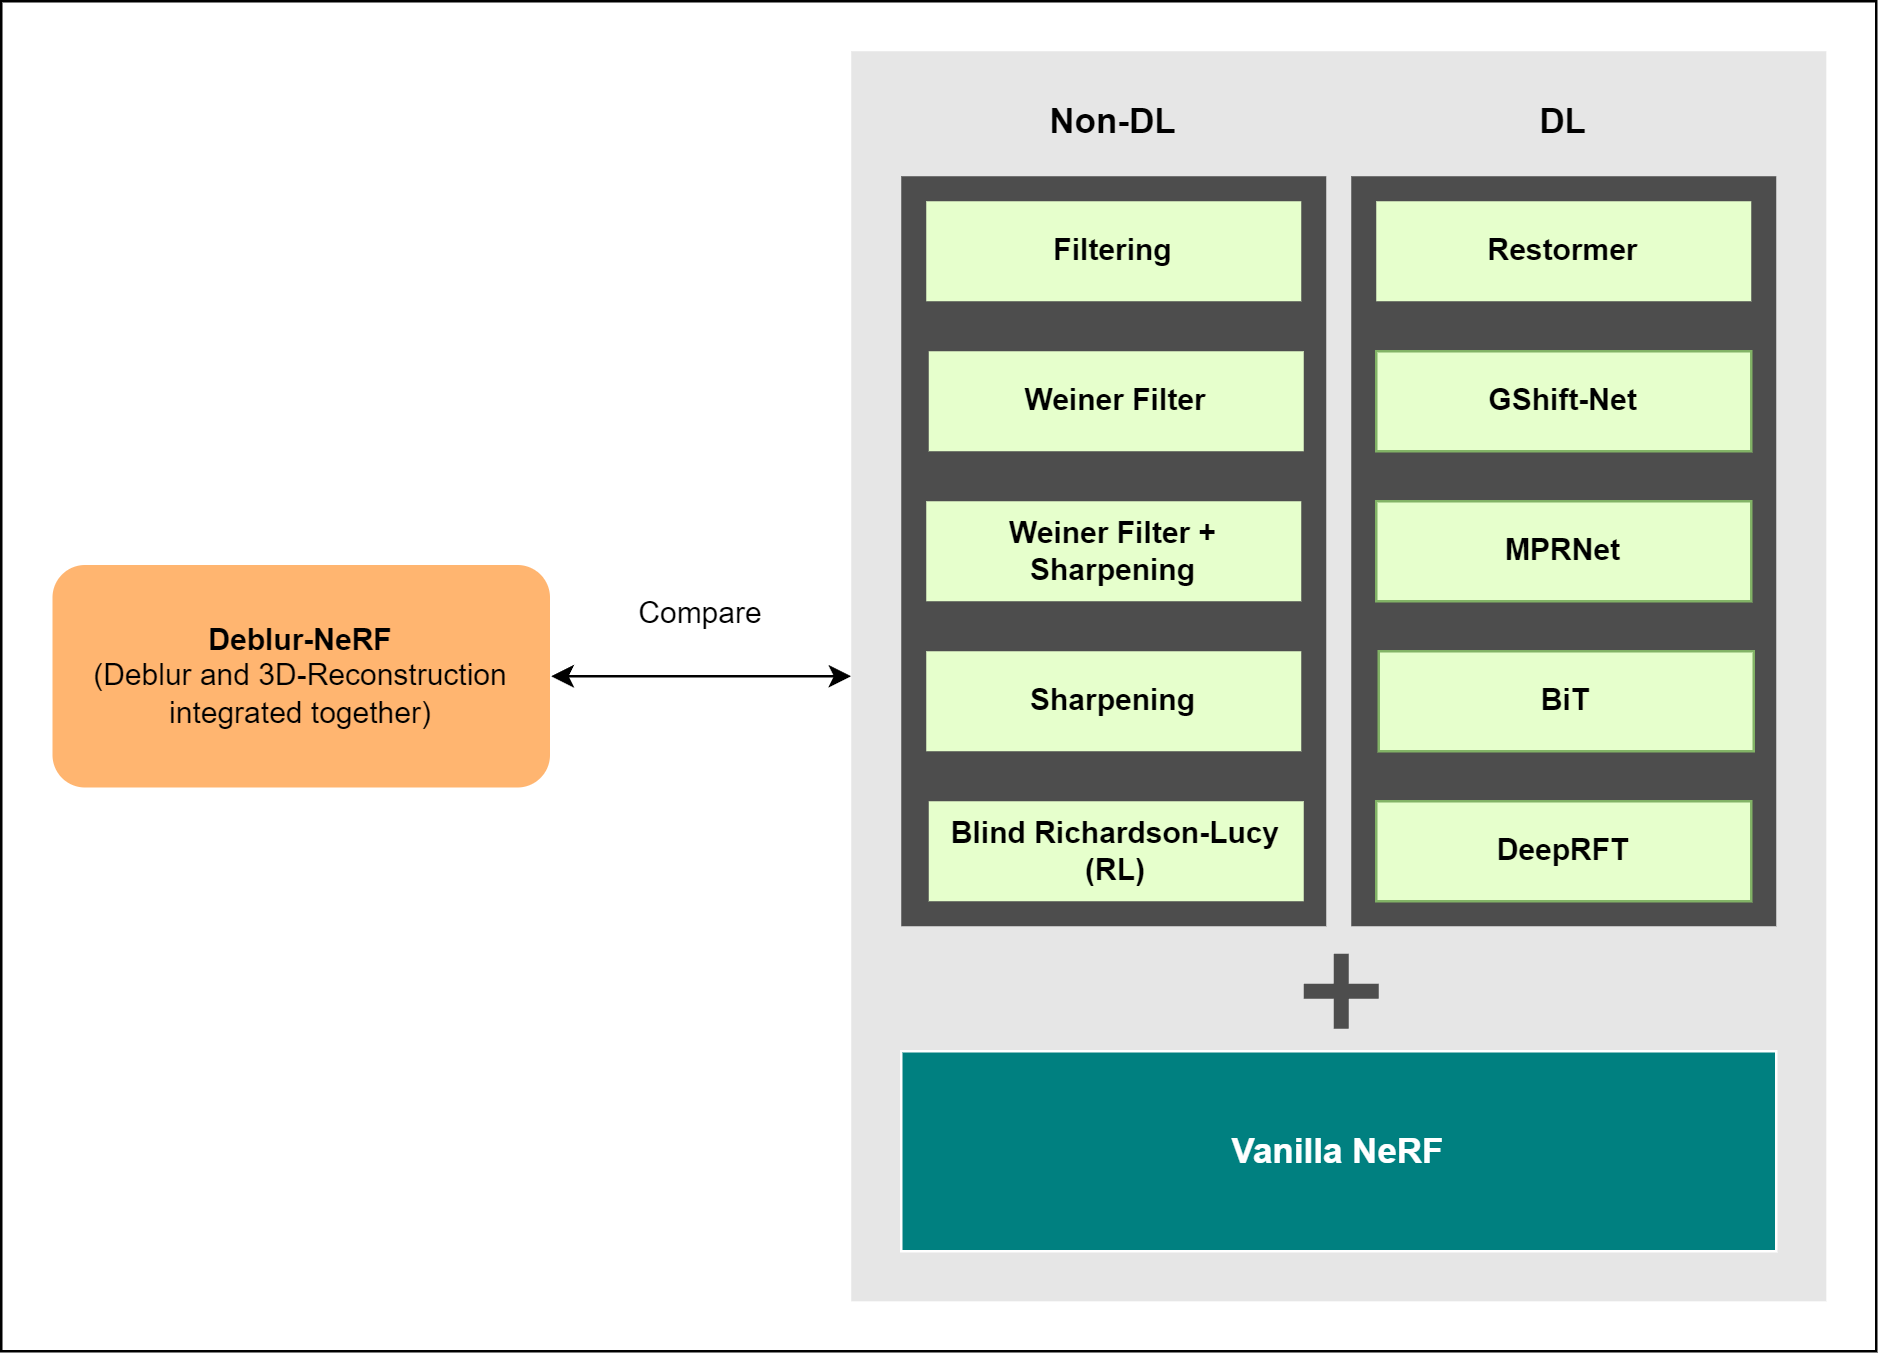 Non-DL
DL
Filtering
Restormer
Weiner Filter
GShift-Net
Weiner Filter +
Sharpening
MPRNet
Sharpening
BiT
Blind Richardson-Lucy
(RL)
DeepRFT
Deblur-NeRF
(Deblur and 3D-Reconstruction
integrated together)
Compare
+
Vanilla NeRF